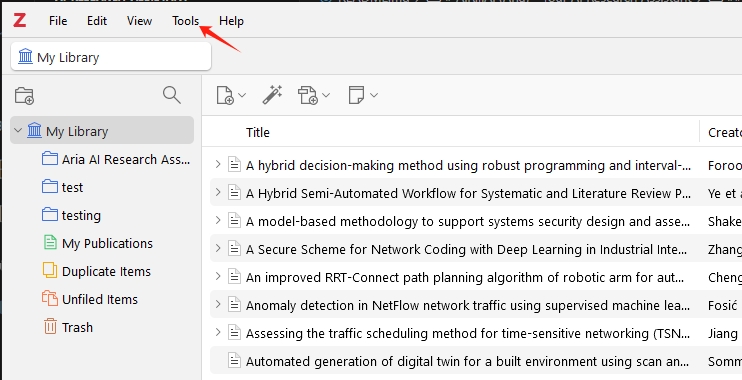 Z File Edit View Tools Help
My Library
Title Creato
My Library
Aria AI Research Ass...
test
testing
My Publications
Duplicate Items
Unfiled Items
Trash
A hybrid decision-making method using robust programming and interval-... Foroo
A Hybrid Semi-Automated Workflow for Systematic and Literature Review P... Ye et a
A model-based methodology to support systems security design and asse... Shake
A Secure Scheme for Network Coding with Deep Learning in Industrial Inte... Zhang
An improved RRT-Connect path planning algorithm of robotic arm for aut... Cheng
Anomaly detection in NetFlow network traffic using supervised machine lea... Fosić
Assessing the traffic scheduling method for time-sensitive networking (TSN... Jiang
Automated generation of digital twin for a built environment using scan an... Somm